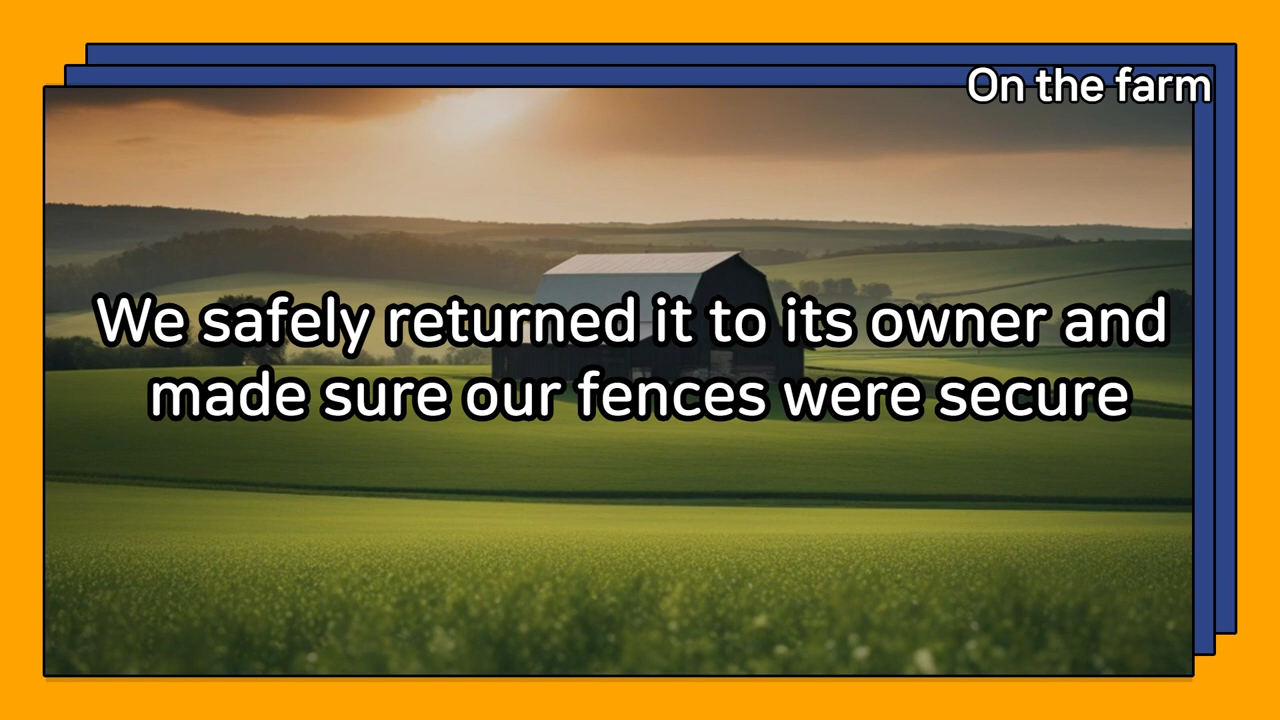 On the farm
We safely returned it to its owner and
made sure our fences were secure